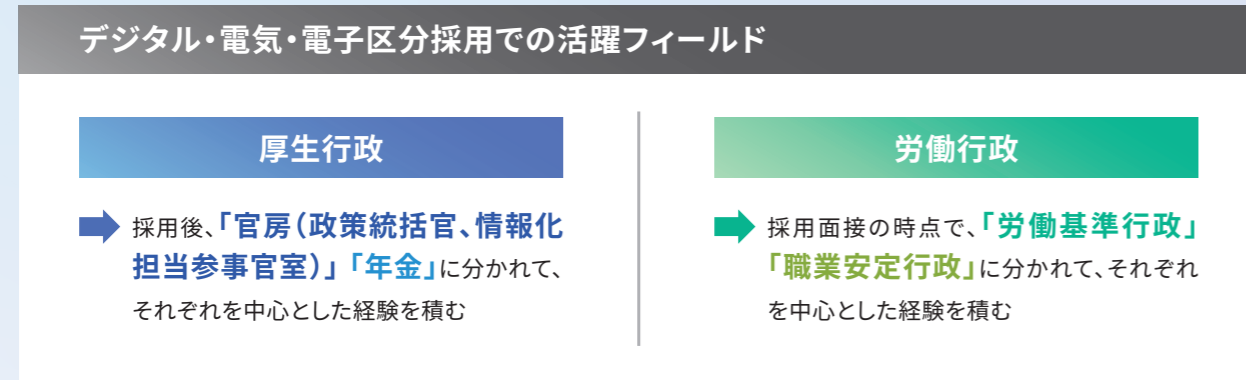 デジタル・電気・電子区分採用での活躍フィールド
厚生行政
採用後、「官房(政策統括官、情報化
担当参事官室)」「年金」に分かれて、
それぞれを中心とした経験を積む
労働行政
採用面接の時点で、「労働基準行政」
「職業安定行政」に分かれて、それぞれ
を中心とした経験を積む